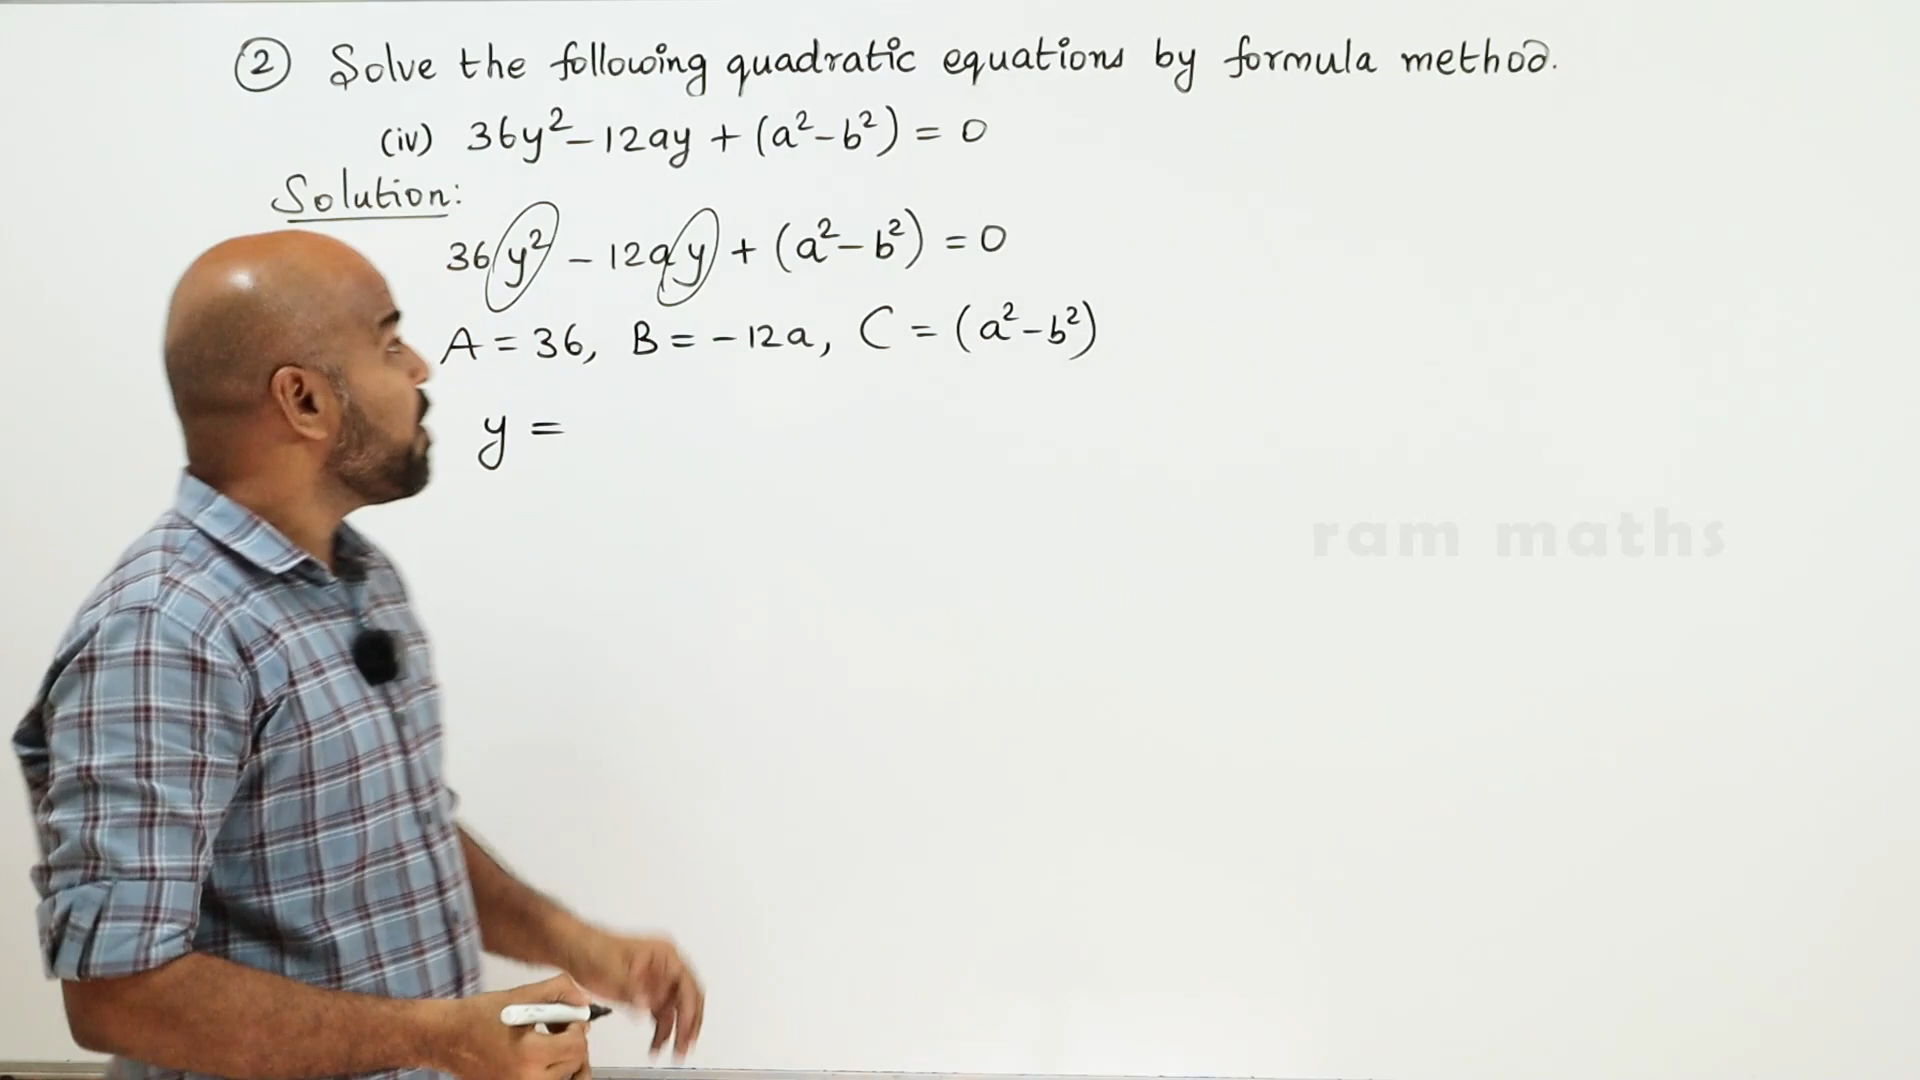 ② Solve the following quadratic equations by formula method.
(iv) 36y² - 12ay + (a² - b²) = 0
Solution:
36y² - 12ay + (a² - b²) = 0
A = 36, B = -12a, C = (a² - b²)
y =
ram maths